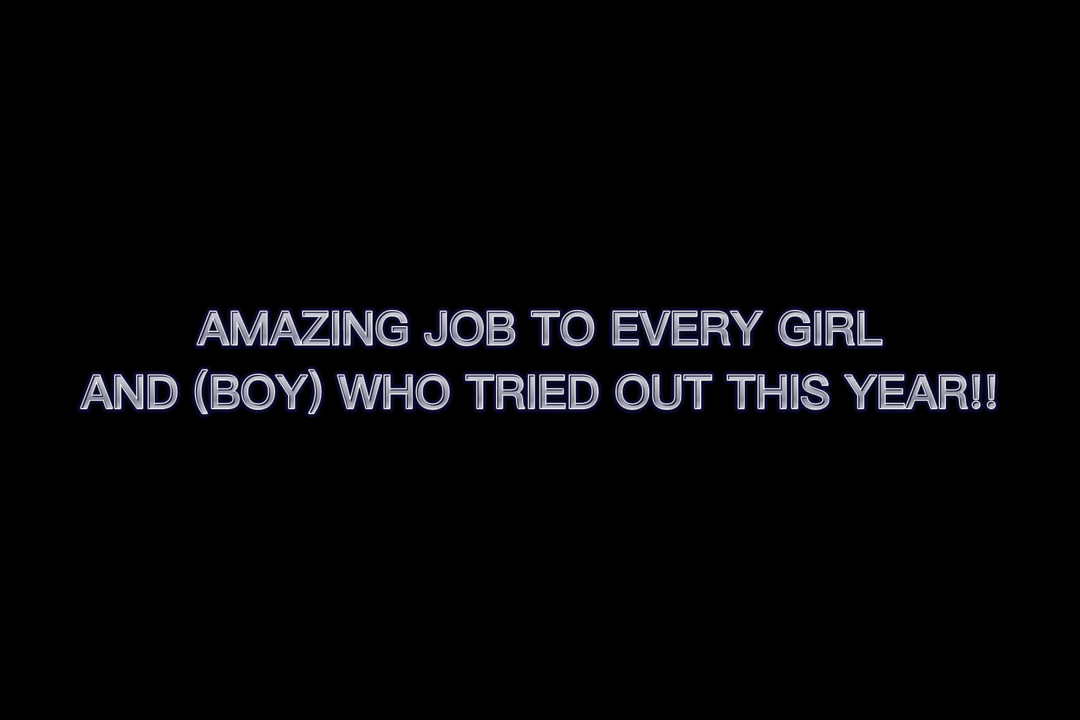 AMAZING JOB TO EVERY GIRL
AND (BOY) WHO TRIED OUT THIS YEAR!!